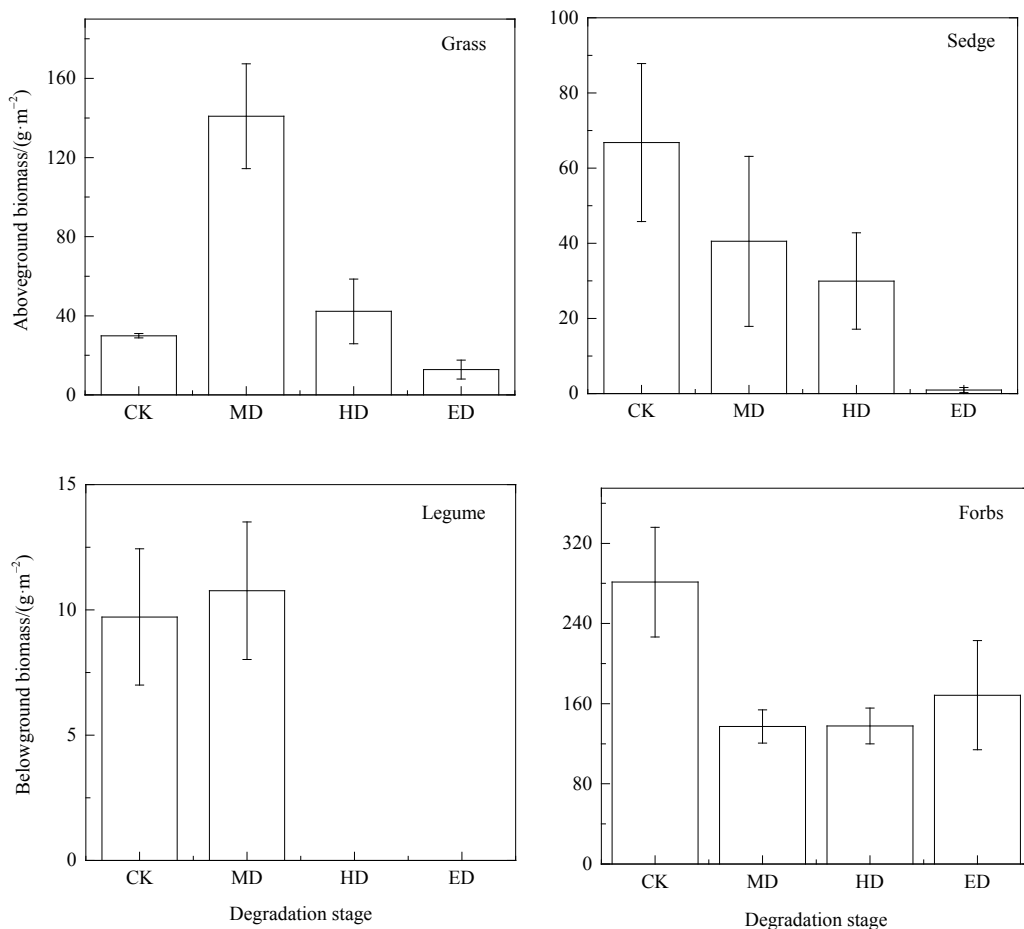 Grass
Aboveground biomass/(g·m⁻²)
160
120
80
40
0
CK MD HD ED
Sedge
100
80
60
40
20
0
CK MD HD ED
Legume
Belowground biomass/(g·m⁻²)
15
10
5
0
CK MD HD ED
Degradation stage
Forbs
320
240
160
80
0
CK MD HD ED
Degradation stage